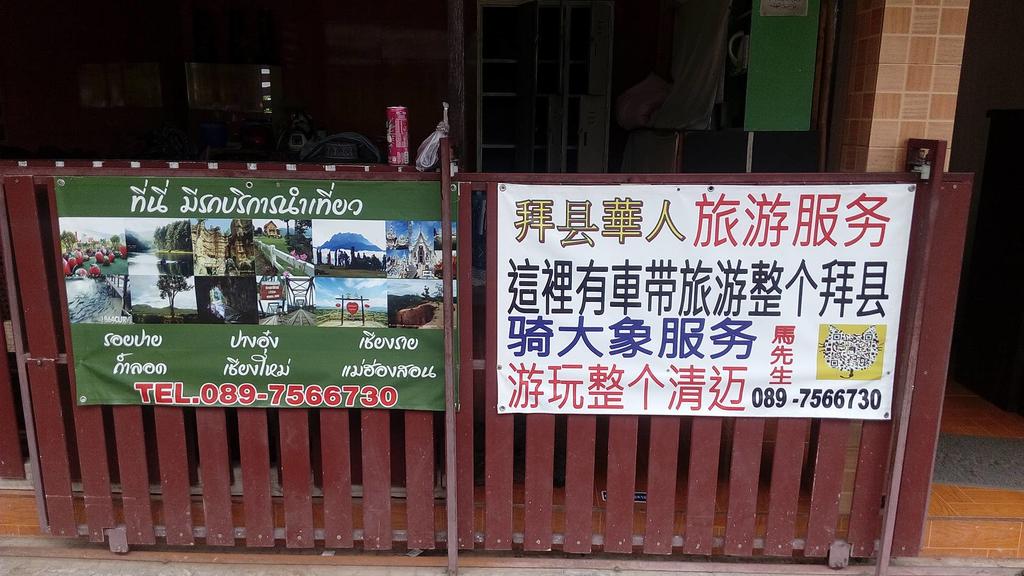 ที่นี่ มีรถบริการนำเที่ยว
รอบปาย ปางอุ๋ง เชียงราย
ถ้ำลอด เชียงใหม่ แม่ฮ่องสอน
TEL.089-7566730
拜县華人 旅游服务
這裡有車带旅游整个拜县
骑大象服务
馬先生
游玩整个清迈
089 -7566730